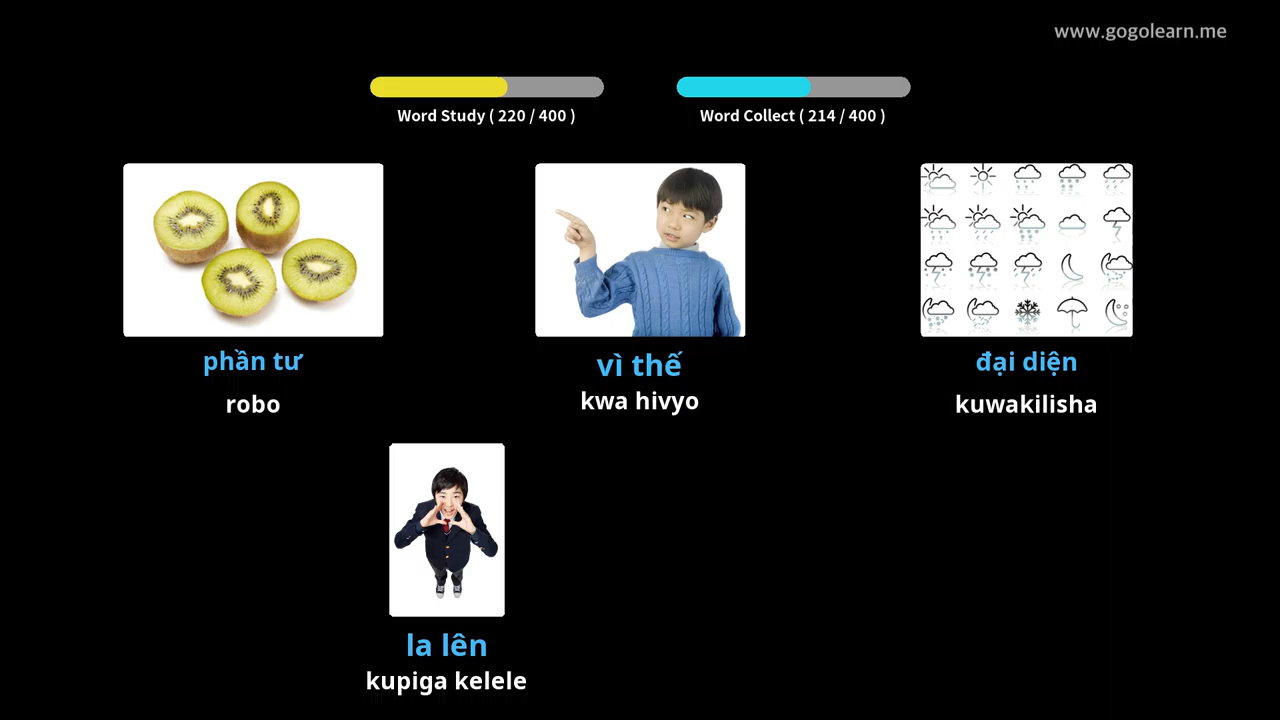 www.gogolearn.me
Word Study ( 220 / 400 )
Word Collect ( 214 / 400 )
phần tư
robo
vì thế
kwa hivyo
đại diện
kuwakilisha
la lên
kupiga kelele